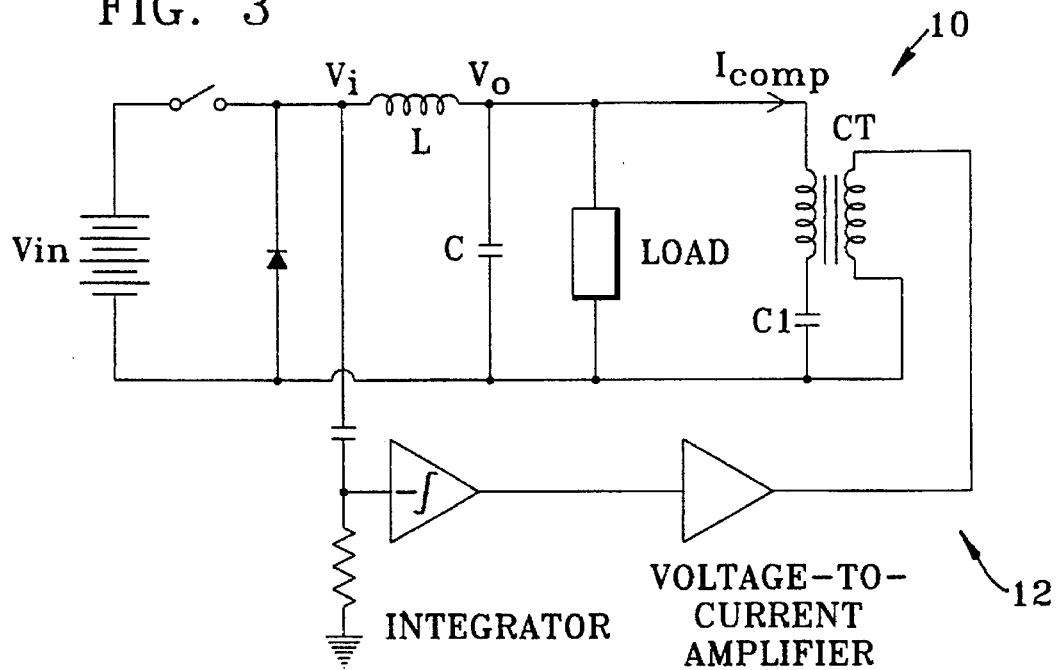 FIG. 3
10
Vi
Vo
Icomp
L
CT
Vin
C
LOAD
C1
-∫
INTEGRATOR
VOLTAGE-TO-
CURRENT
AMPLIFIER
12